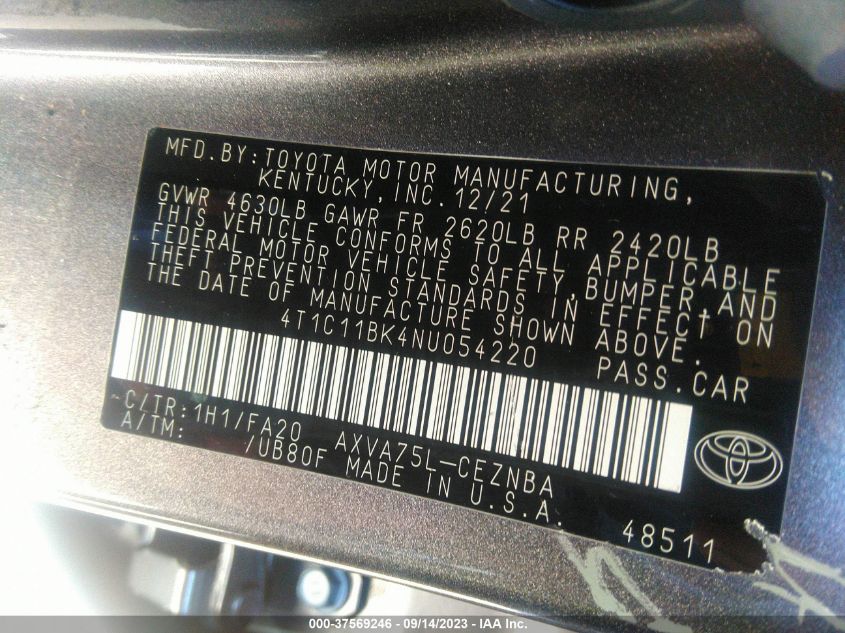 MFD.BY:TOYOTA MOTOR MANUFACTURING,
KENTUCKY,INC.12/21
GVWR 4630LB GAWR FR 2620LB RR 2420LB
THIS VEHICLE CONFORMS TO ALL APPLICABLE
FEDERAL MOTOR VEHICLE SAFETY,BUMPER,AND
THEFT PREVENTION STANDARDS IN EFFECT ON
THE DATE OF MANUFACTURE SHOWN ABOVE.
4T1C11BK4NU054220
PASS.CAR
C/TR:1H1/FA20 AXVA75L-CEZNBA
A/TM: /UB80F MADE IN U.S.A.
48511
000-37569246 - 09/14/2023 - IAA Inc.